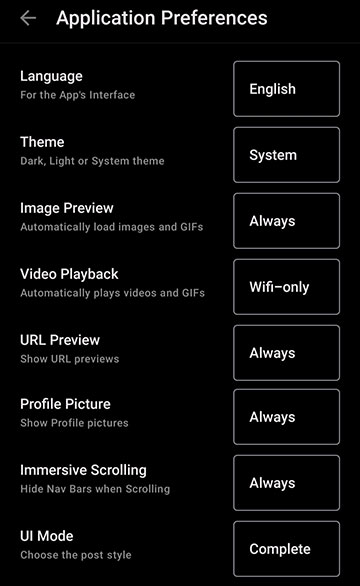 Application Preferences
Language
For the App's Interface
English
Theme
Dark, Light or System theme
System
Image Preview
Automatically load images and GIFs
Always
Video Playback
Automatically plays videos and GIFs
Wifi-only
URL Preview
Show URL previews
Always
Profile Picture
Show Profile pictures
Always
Immersive Scrolling
Hide Nav Bars when Scrolling
Always
UI Mode
Choose the post style
Complete